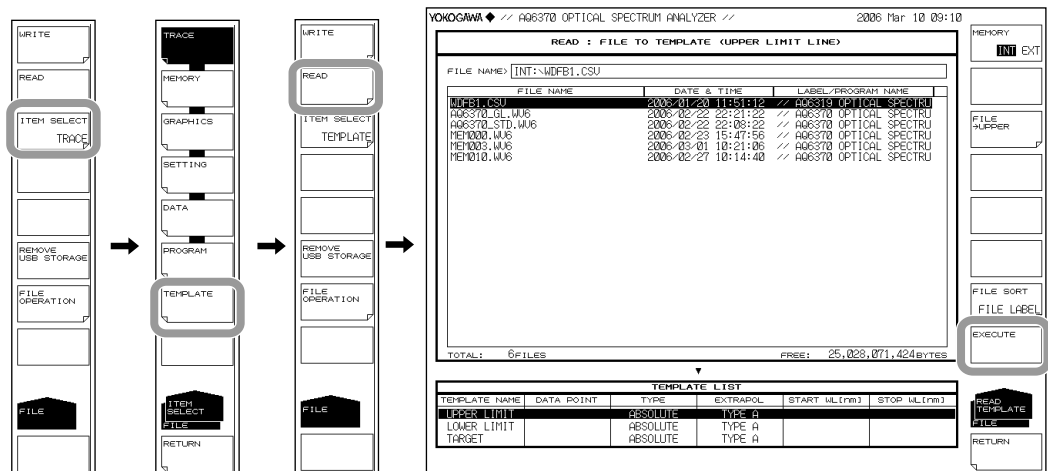 WRITE
READ
ITEM SELECT
TRACE
REMOVE
USB STORAGE
FILE
OPERATION
FILE
TRACE
MEMORY
GRAPHICS
SETTING
DATA
PROGRAM
TEMPLATE
ITEM
SELECT
FILE
RETURN
WRITE
READ
ITEM SELECT
TEMPLATE
REMOVE
USB STORAGE
FILE
OPERATION
FILE
YOKOGAWA // AQ6370 OPTICAL SPECTRUM ANALYZER // 2006 Mar 10 09:10
READ : FILE TO TEMPLATE (UPPER LIMIT LINE)
FILE NAME> INT:\WDFB1.CSV
FILE NAME DATE & TIME LABEL/PROGRAM NAME
WDFB1.CSV 2006/01/20 11:51:12 // AQ6319 OPTICAL SPECTRU
AQ6370_GL.WV6 2006/02/22 22:21:22 // AQ6370 OPTICAL SPECTRU
AQ6370_STD.WV6 2006/02/22 22:08:22 // AQ6370 OPTICAL SPECTRU
MEM000.WV6 2006/02/23 15:47:56 // AQ6370 OPTICAL SPECTRU
MEM003.WV6 2006/03/01 10:21:06 // AQ6370 OPTICAL SPECTRU
MEM010.WV6 2006/02/27 10:14:40 // AQ6370 OPTICAL SPECTRU
TOTAL: 6FILES FREE: 25,028,071,424BYTES
TEMPLATE LIST
TEMPLATE NAME DATA POINT TYPE EXTRAPOL START WL[nm] STOP WL[nm]
UPPER LIMIT ABSOLUTE TYPE A
LOWER LIMIT ABSOLUTE TYPE A
TARGET ABSOLUTE TYPE A
MEMORY
INT EXT
FILE
→UPPER
FILE SORT
FILE LABEL
EXECUTE
READ
TEMPLATE
FILE
RETURN